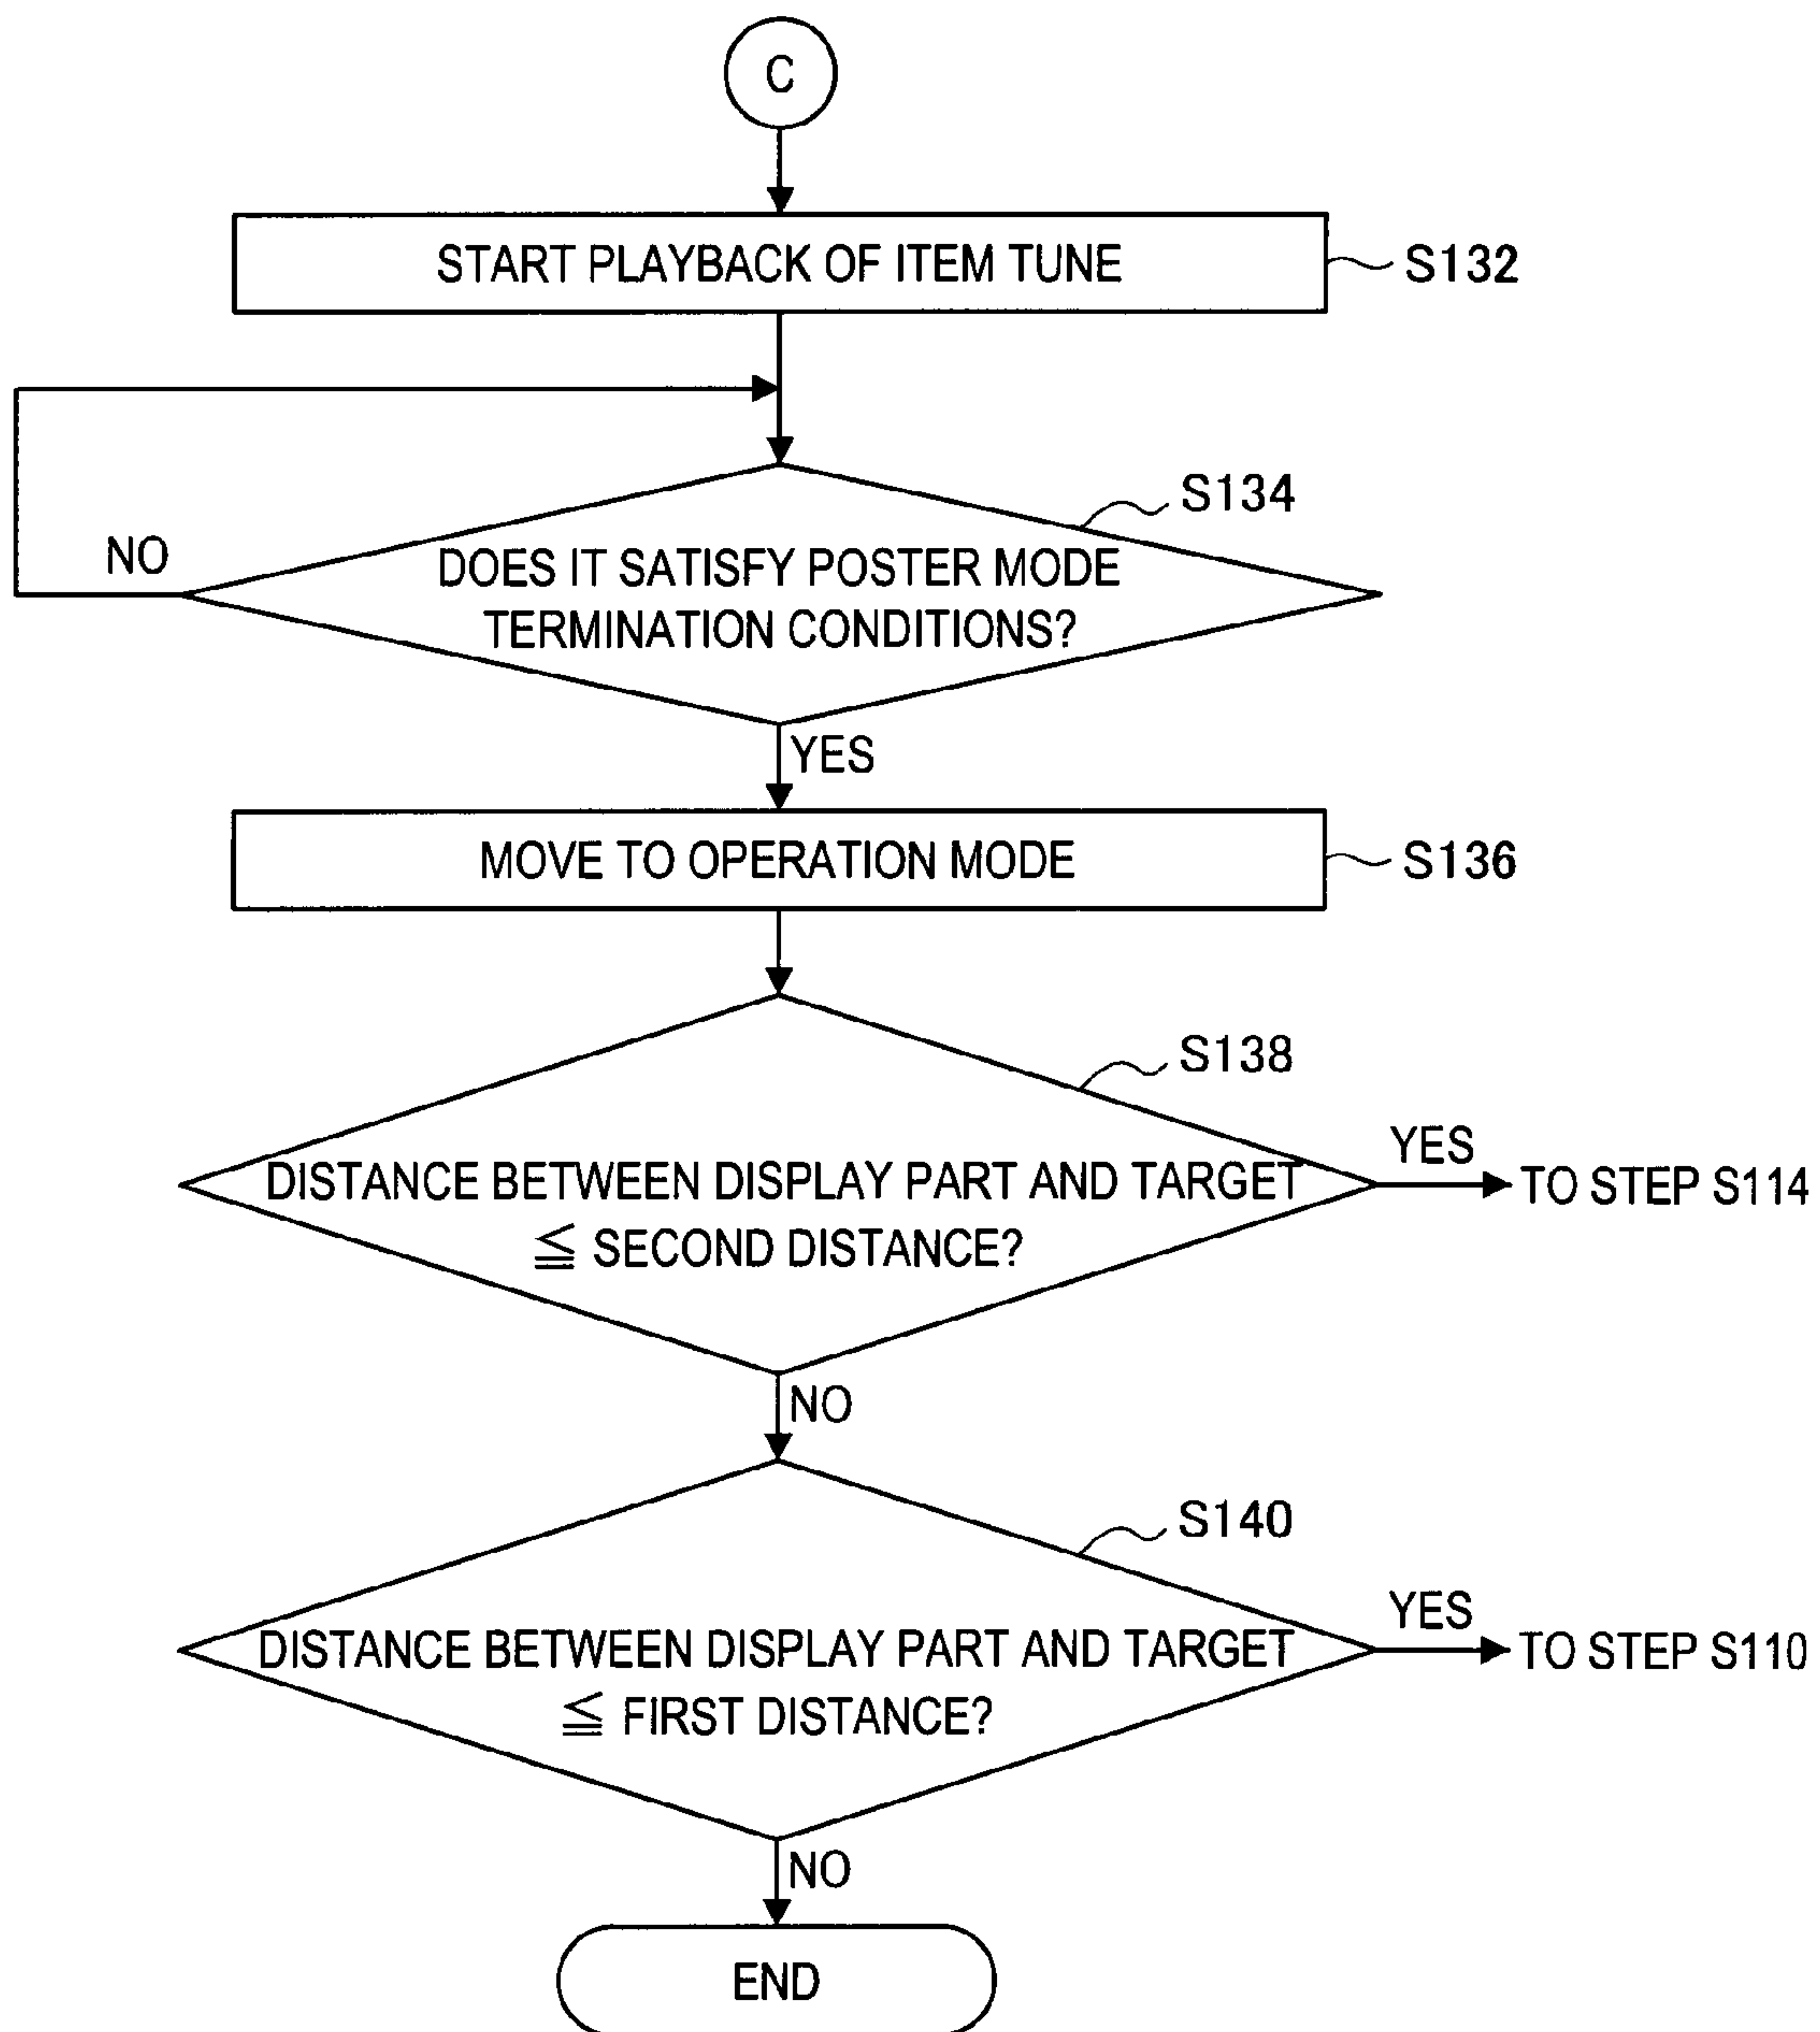 C
START PLAYBACK OF ITEM TUNE
S132
S134
NO
DOES IT SATISFY POSTER MODE
TERMINATION CONDITIONS?
YES
MOVE TO OPERATION MODE
S136
S138
YES
DISTANCE BETWEEN DISPLAY PART AND TARGET
TO STEP S114
≦ SECOND DISTANCE?
NO
S140
YES
DISTANCE BETWEEN DISPLAY PART AND TARGET
TO STEP S110
≦ FIRST DISTANCE?
NO
END